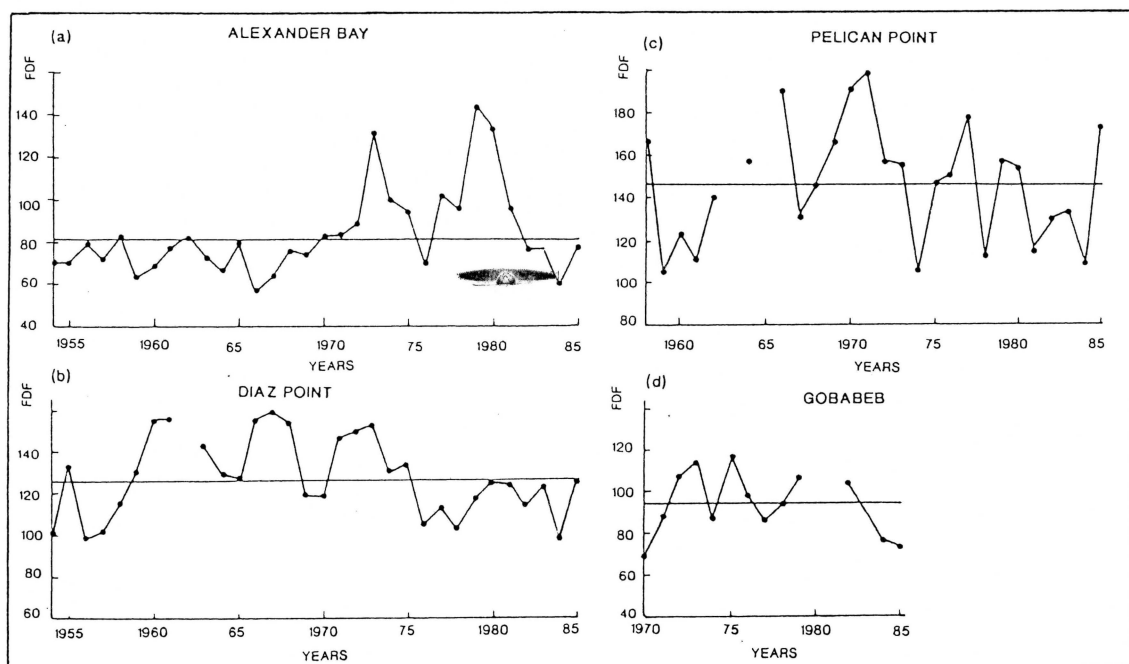 (a)
ALEXANDER BAY
FDF
140
120
100
80
60
40
1955
1960
65
1970
75
1980
85
YEARS
(b)
DIAZ POINT
FDF
140
120
100
80
60
1955
1960
65
1970
75
1980
85
YEARS
(c)
PELICAN POINT
FDF
180
160
140
120
100
80
1960
65
1970
75
1980
85
YEARS
(d)
GOBABEB
FDF
120
100
80
60
40
1970
75
1980
85
YEARS